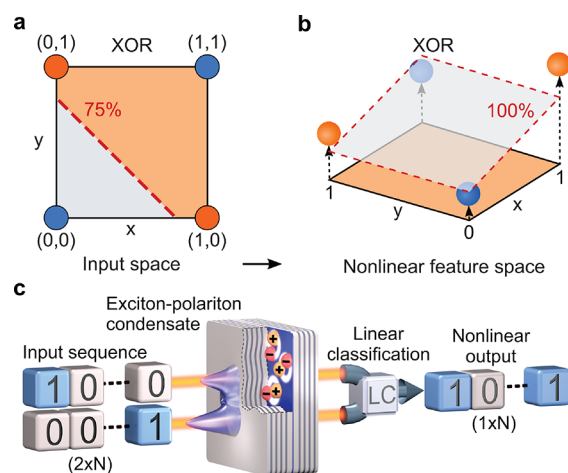 a
(0,1)
XOR
(1,1)
75%
y
(0,0)
x
(1,0)
Input space
b
XOR
100%
1
y
0
x
1
Nonlinear feature space
c
Exciton-polariton
condensate
Input sequence
1 0 0
0 0 1
(2xN)
+
-
+
-
+
Linear
classification
LC
Nonlinear
output
1 0 1
(1xN)